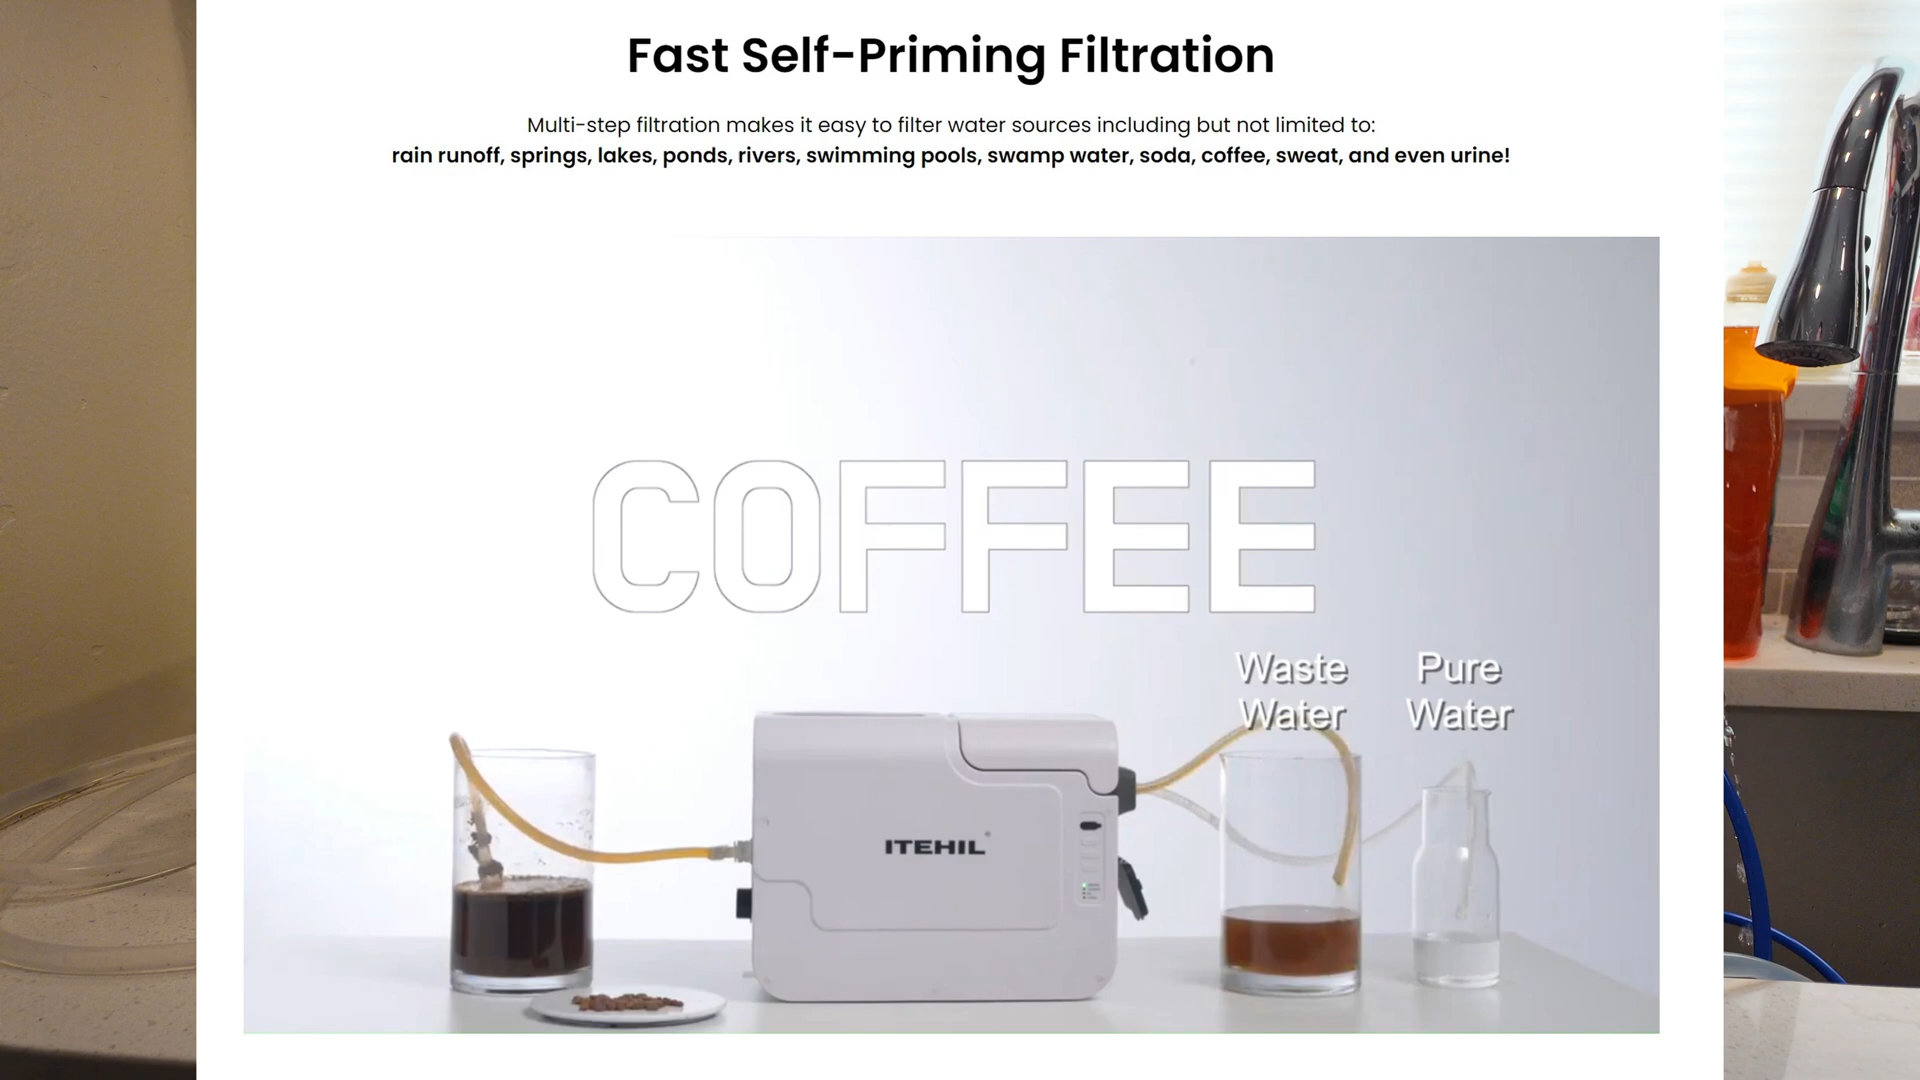 Fast Self-Priming Filtration
Multi-step filtration makes it easy to filter water sources including but not limited to:
rain runoff, springs, lakes, ponds, rivers, swimming pools, swamp water, soda, coffee, sweat, and even urine!
COFFEE
Waste Water
Pure Water
ITEHIL